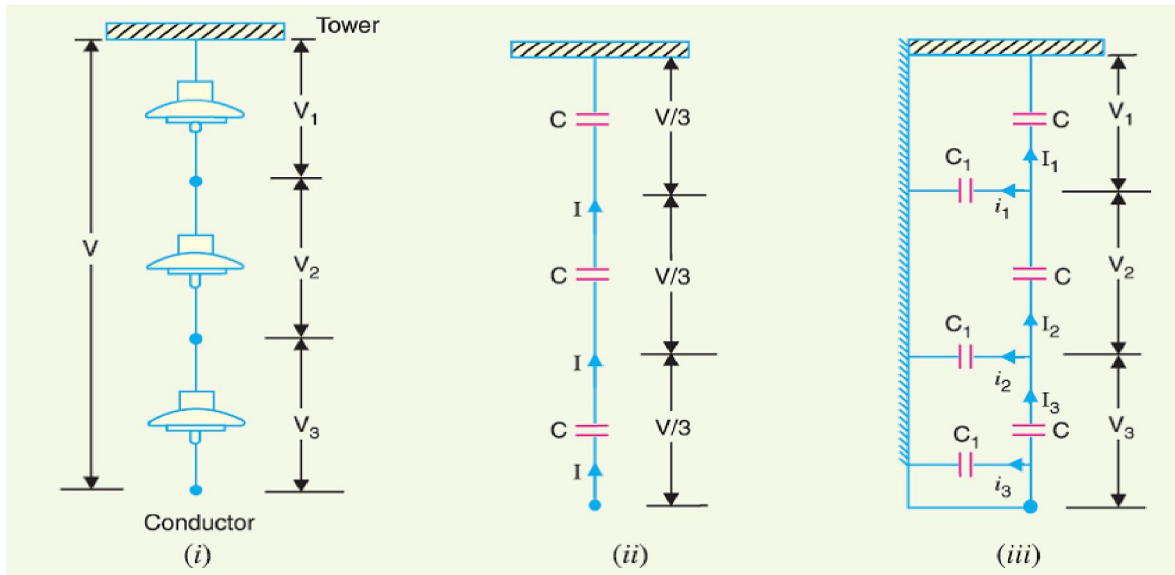 Tower
V
V₁
V₂
V₃
Conductor
(i)
C
V/3
I
C
V/3
I
C
V/3
I
(ii)
C
V₁
C₁
I₁
i₁
C
V₂
C₁
I₂
i₂
I₃
C₁
C
V₃
i₃
(iii)